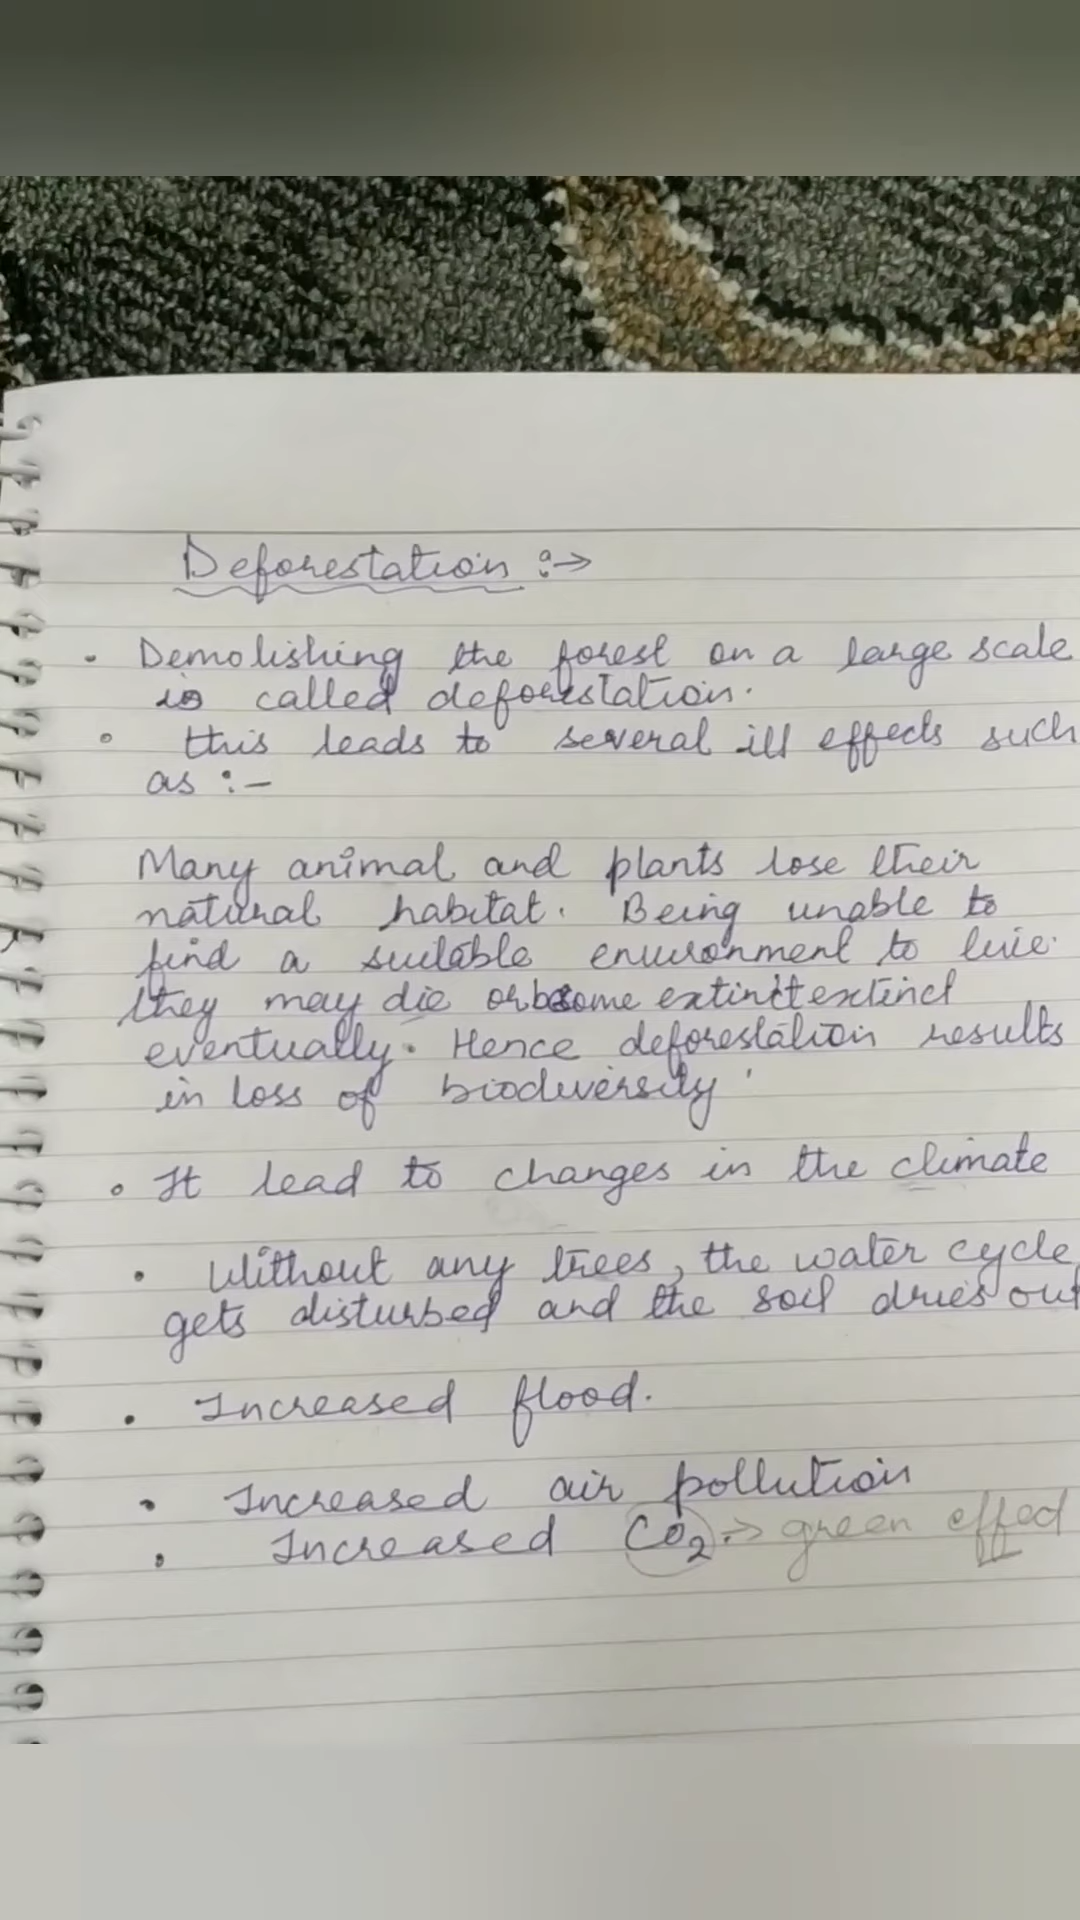 Deforestation :→
• Demolishing the forest on a large scale
is called deforestation.
• this leads to several ill effects such
as :-
Many animal and plants lose their
natural habitat. Being unable to
find a suitable environment to live.
they may die or become extinct extinct
eventually. Hence deforestation results
in loss of biodiversity.
• It lead to changes in the climate
• Without any trees, the water cycle
gets disturbed and the soil dries out
• Increased flood.
• Increased air pollution
• Increased CO2 → green effect